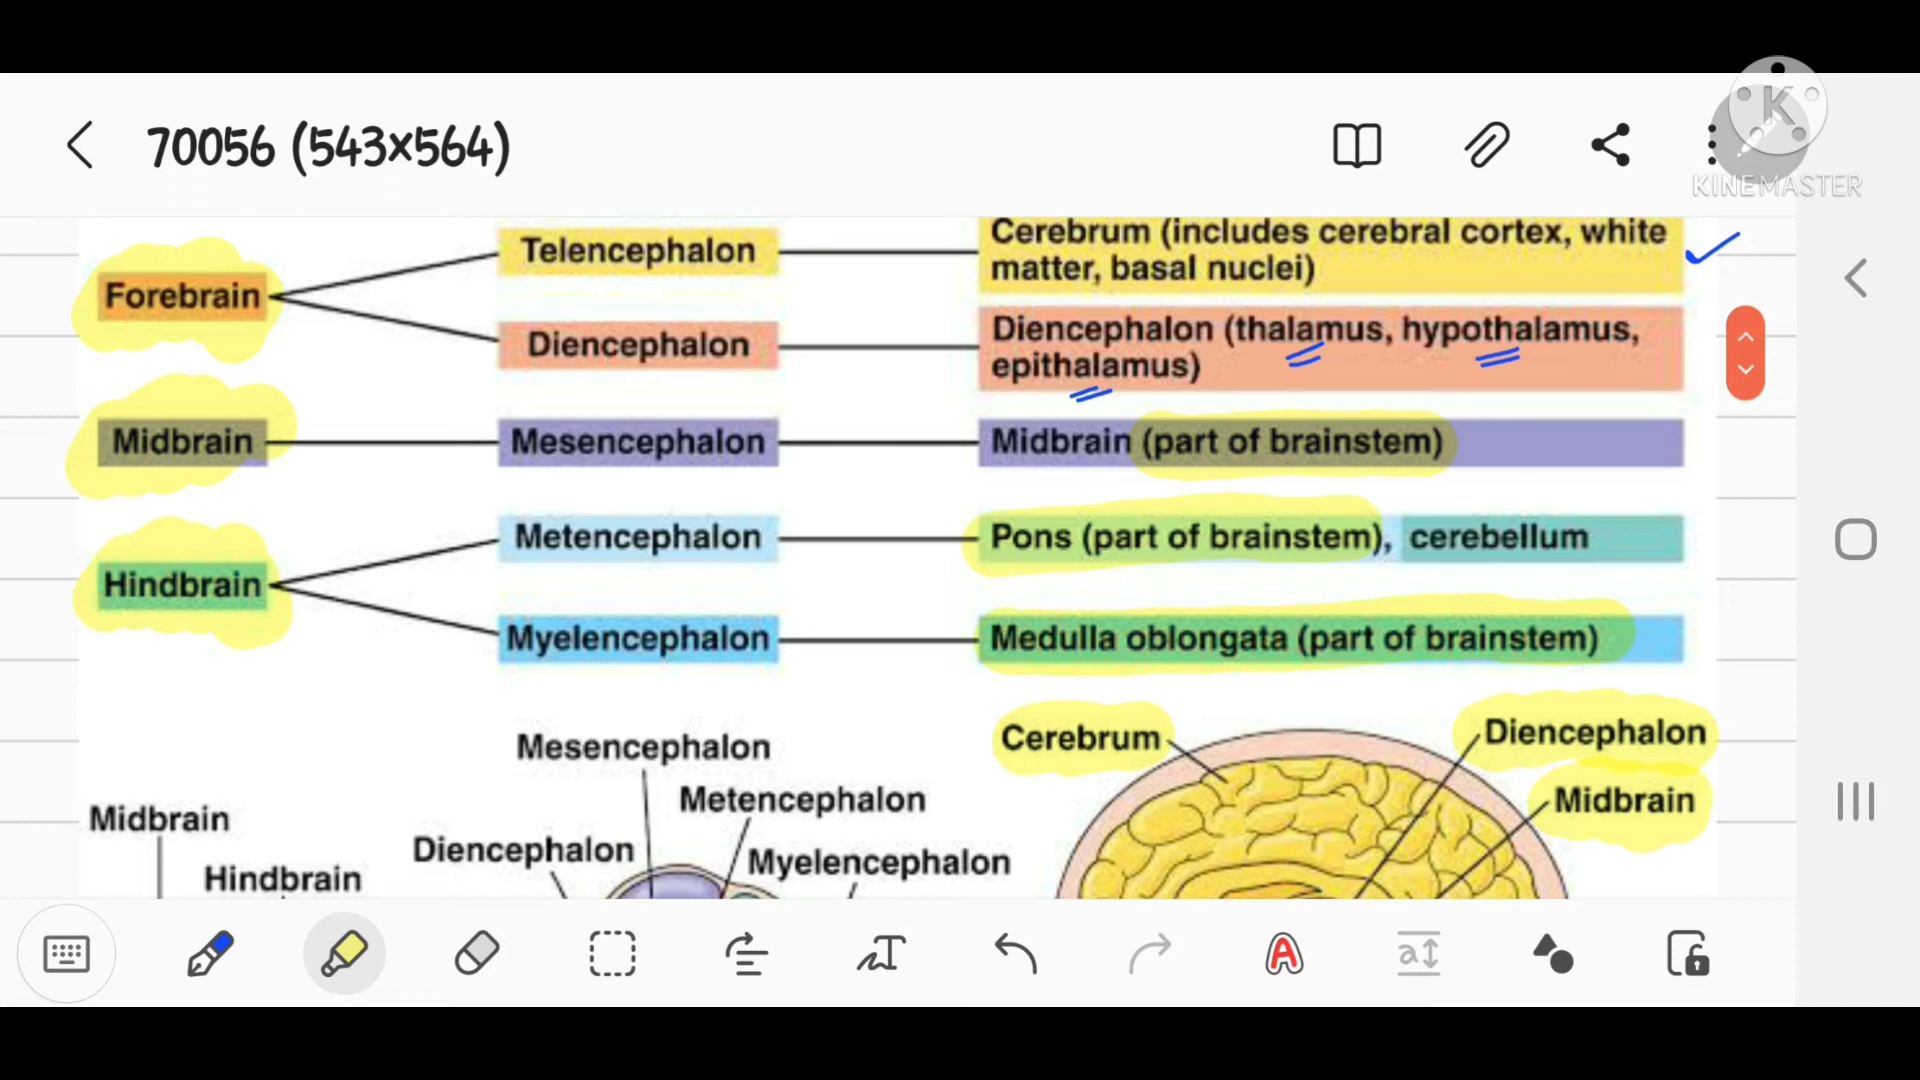 70056 (543x564)
KINEMASTER
Telencephalon
Cerebrum (includes cerebral cortex, white
matter, basal nuclei)
Forebrain
Diencephalon
Diencephalon (thalamus, hypothalamus,
epithalamus)
Midbrain
Mesencephalon
Midbrain (part of brainstem)
Metencephalon
Pons (part of brainstem), cerebellum
Hindbrain
Myelencephalon
Medulla oblongata (part of brainstem)
Mesencephalon
Cerebrum
Diencephalon
Midbrain
Metencephalon
Midbrain
Diencephalon
Myelencephalon
Hindbrain